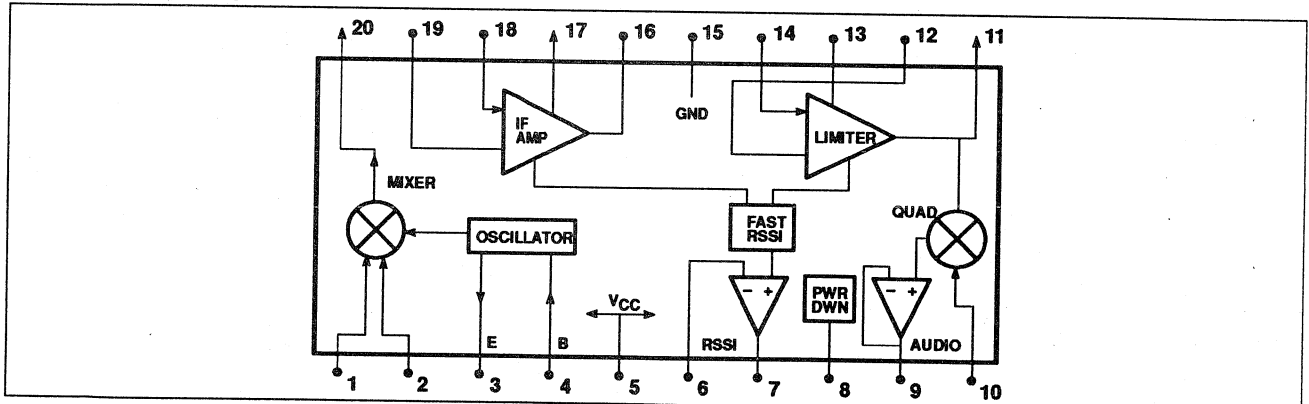 20 19 18 17 16 15 14 13 12 11
IF
AMP
GND
LIMITER
MIXER
QUAD
FAST
RSSI
OSCILLATOR
− +
− +
PWR
DWN
VCC
E B RSSI AUDIO
1 2 3 4 5 6 7 8 9 10